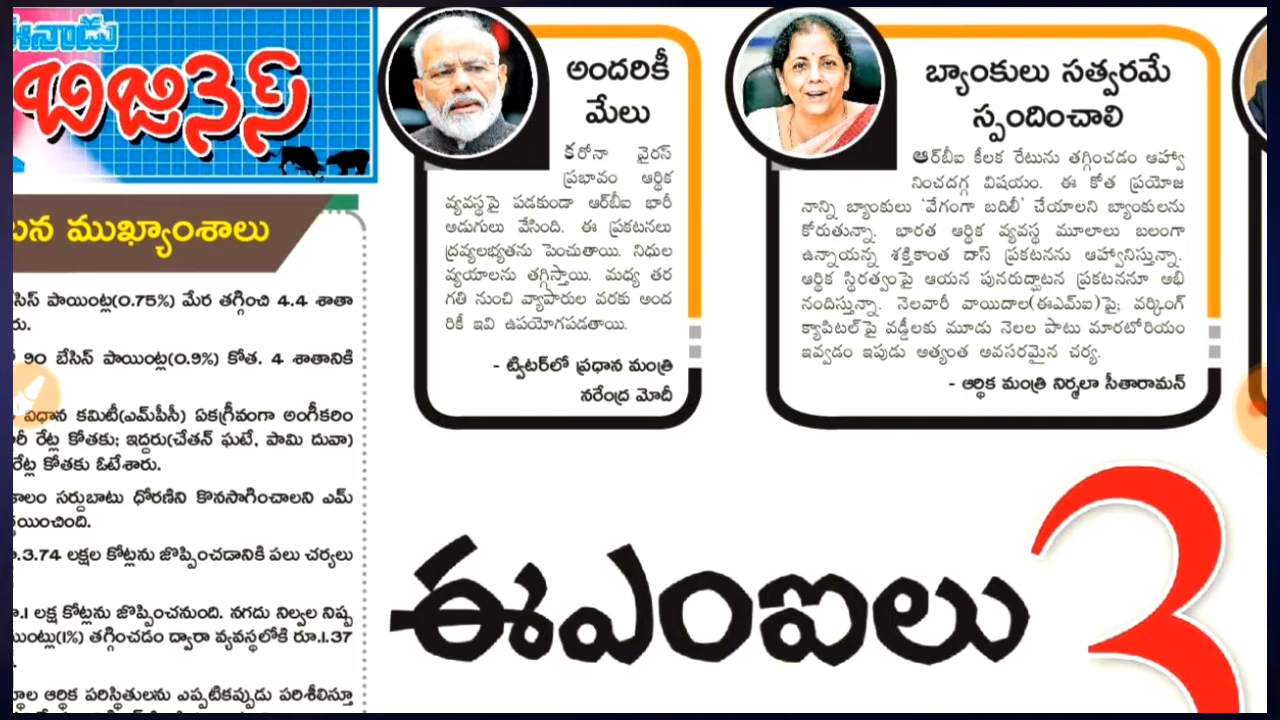 ఈనాడు
బిజినెస్
ముఖ్యాంశాలు
పాయింట్ల(0.75%) మేర తగ్గించి 4.4 శాతా
90 బేసిస్ పాయింట్ల(0.9%) కోత. 4 శాతానికి
విధాన కమిటీ(ఎమ్‌పీసీ) ఏకగ్రీవంగా అంగీకరిం
రేట్ల కోతకు; ఇద్దరు(చేతన్ ఘటే, పామి దువా)
రేట్ల కోతకు ఓటేశారు.
సర్దుబాటు ధోరణిని కొనసాగించాలని ఎమ్
3.74 లక్షల కోట్లను జొప్పించడానికి పలు చర్యలు
లక్ష కోట్లను జొప్పించనుంది. నగదు నిల్వల నిష్ప
(1%) తగ్గించడం ద్వారా వ్యవస్థలోకి రూ.1.37
ఆర్థిక పరిస్థితులను ఎప్పటికప్పుడు పరిశీలిస్తూ
అందరికీ
మేలు
కరోనా వైరస్
ప్రభావం ఆర్థిక
వ్యవస్థపై పడకుండా ఆర్‌బీఐ భారీ
అడుగులు వేసింది. ఈ ప్రకటనలు
ద్రవ్యలభ్యతను పెంచుతాయి. నిధుల
వ్యయాలను తగ్గిస్తాయి. మధ్య తర
గతి నుంచి వ్యాపారుల వరకు అంద
రికీ ఇవి ఉపయోగపడతాయి.
- ట్విటర్‌లో ప్రధాన మంత్రి
నరేంద్ర మోదీ
బ్యాంకులు సత్వరమే
స్పందించాలి
ఆర్‌బీఐ కీలక రేటును తగ్గించడం ఆహ్వా
నించదగ్గ విషయం. ఈ కోత ప్రయోజ
నాన్ని బ్యాంకులు 'వేగంగా బదిలీ' చేయాలని బ్యాంకులను
కోరుతున్నా. భారత ఆర్థిక వ్యవస్థ మూలాలు బలంగా
ఉన్నాయన్న శక్తికాంత దాస్ ప్రకటనను ఆహ్వానిస్తున్నా.
ఆర్థిక స్థిరత్వంపై ఆయన పునరుద్ఘాటన ప్రకటననూ అభి
నందిస్తున్నా. నెలవారీ వాయిదాల(ఈఎమ్ఐ)పై; వర్కింగ్
క్యాపిటల్‌పై వడ్డీలకు మూడు నెలల పాటు మారటోరియం
ఇవ్వడం ఇపుడు అత్యంత అవసరమైన చర్య.
- ఆర్థిక మంత్రి నిర్మలా సీతారామన్
ఈఎంఐలు 3